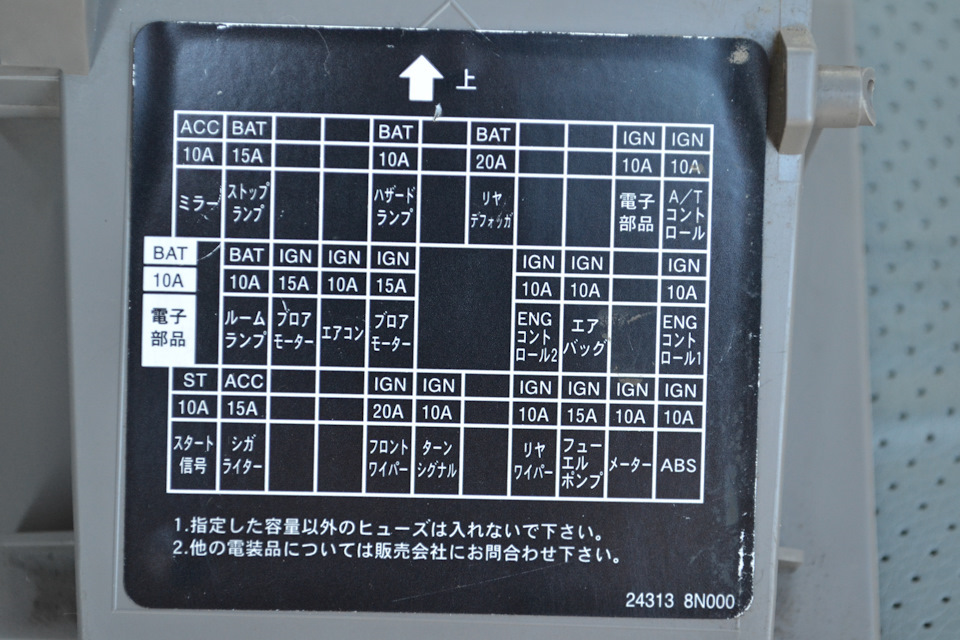 上
ACC BAT BAT BAT IGN IGN
10A 15A 10A 20A 10A 10A
ミラー ストップ ランプ ハザード ランプ リヤ デフォッガ 電子 部品 A/T コント ロール
BAT BAT IGN IGN IGN IGN IGN IGN
10A 10A 15A 10A 15A 10A 10A 10A
電子 部品 ルーム ランプ ブロア モーター エアコン ブロア モーター ENG コント ロール2 エア バッグ ENG コント ロール1
ST ACC IGN IGN IGN IGN IGN IGN
10A 15A 20A 10A 10A 15A 10A 10A
スタート 信号 シガ ライター フロント ワイパー ターン シグナル リヤ ワイパー フュー エル ポンプ メーター ABS
1.指定した容量以外のヒューズは入れないで下さい。
2.他の電装品については販売会社にお問合わせ下さい。
24313 8N000